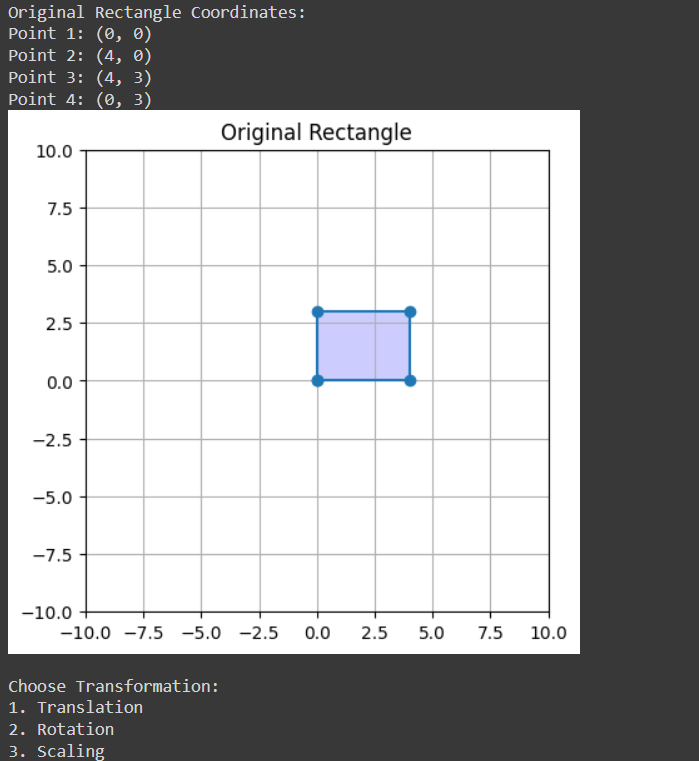 Original Rectangle Coordinates:
Point 1: (0, 0)
Point 2: (4, 0)
Point 3: (4, 3)
Point 4: (0, 3)
Original Rectangle
10.0
7.5
5.0
2.5
0.0
−2.5
−5.0
−7.5
−10.0
−10.0 −7.5 −5.0 −2.5 0.0 2.5 5.0 7.5 10.0
Choose Transformation:
1. Translation
2. Rotation
3. Scaling